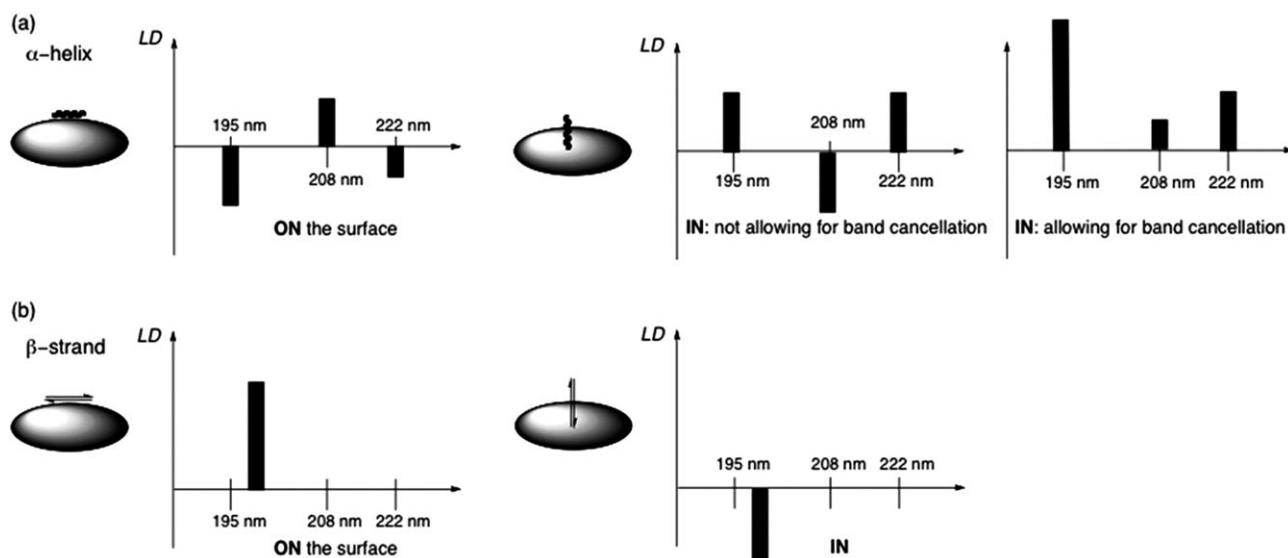 (a)
α−helix
LD
195 nm
208 nm
222 nm
ON the surface
LD
195 nm
208 nm
222 nm
IN: not allowing for band cancellation
195 nm
208 nm
222 nm
IN: allowing for band cancellation
(b)
β−strand
LD
195 nm
208 nm
222 nm
ON the surface
LD
195 nm
208 nm
222 nm
IN